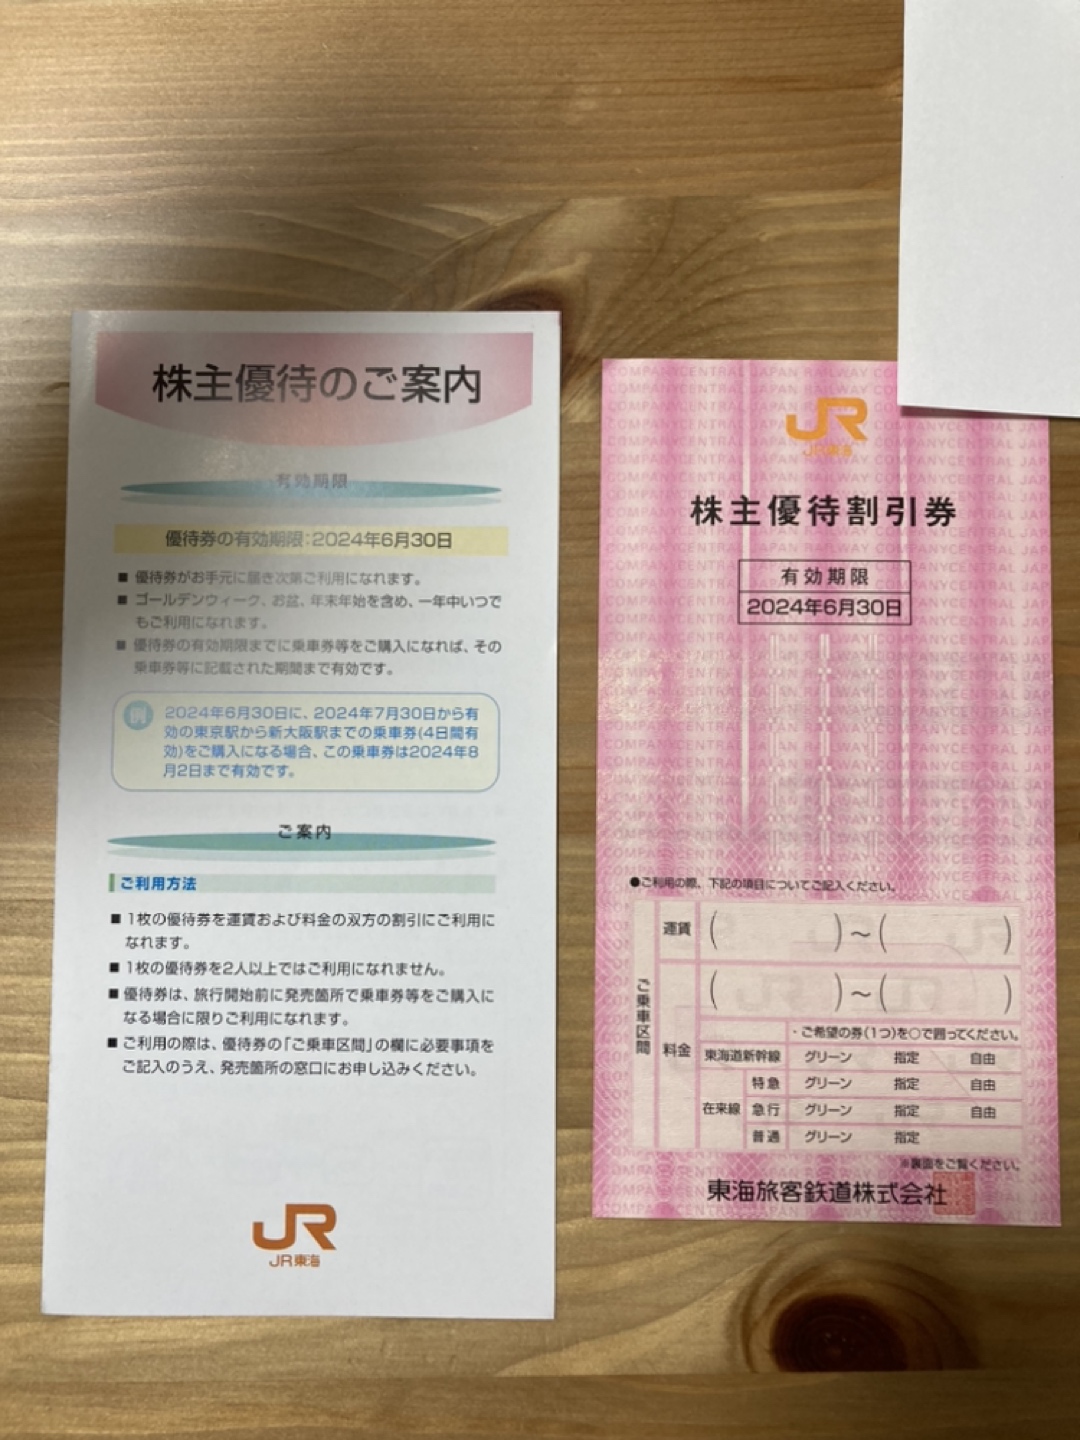 株主優待のご案内
有効期限
優待券の有効期限:2024年6月30日
■ 優待券がお手元に届き次第ご利用になれます。
■ ゴールデンウィーク、お盆、年末年始を含め、一年中いつで
もご利用になれます。
■ 優待券の有効期限までに乗車券等をご購入になれば、その
乗車券等に記載された期間まで有効です。
例 2024年6月30日に、2024年7月30日から有
効の東京駅から新大阪駅までの乗車券(4日間有
効)をご購入になる場合、この乗車券は2024年8
月2日まで有効です。
ご案内
ご利用方法
■ 1枚の優待券を運賃および料金の双方の割引にご利用に
なれます。
■ 1枚の優待券を2人以上ではご利用になれません。
■ 優待券は、旅行開始前に発売箇所で乗車券等をご購入に
なる場合に限りご利用になれます。
■ ご利用の際は、優待券の「ご乗車区間」の欄に必要事項を
ご記入のうえ、発売箇所の窓口にお申し込みください。
JR
JR東海
JR
JR東海
株主優待割引券
有効期限
2024年6月30日
●ご利用の際、下記の項目についてご記入ください。
ご乗車区間
運賃 ( )~( )
料金 ( )~( )
・ご希望の券(1つ)を○で囲ってください。
東海道新幹線 グリーン 指定 自由
在来線
特急 グリーン 指定 自由
急行 グリーン 指定 自由
普通 グリーン 指定
※裏面をご覧ください。
東海旅客鉄道株式会社